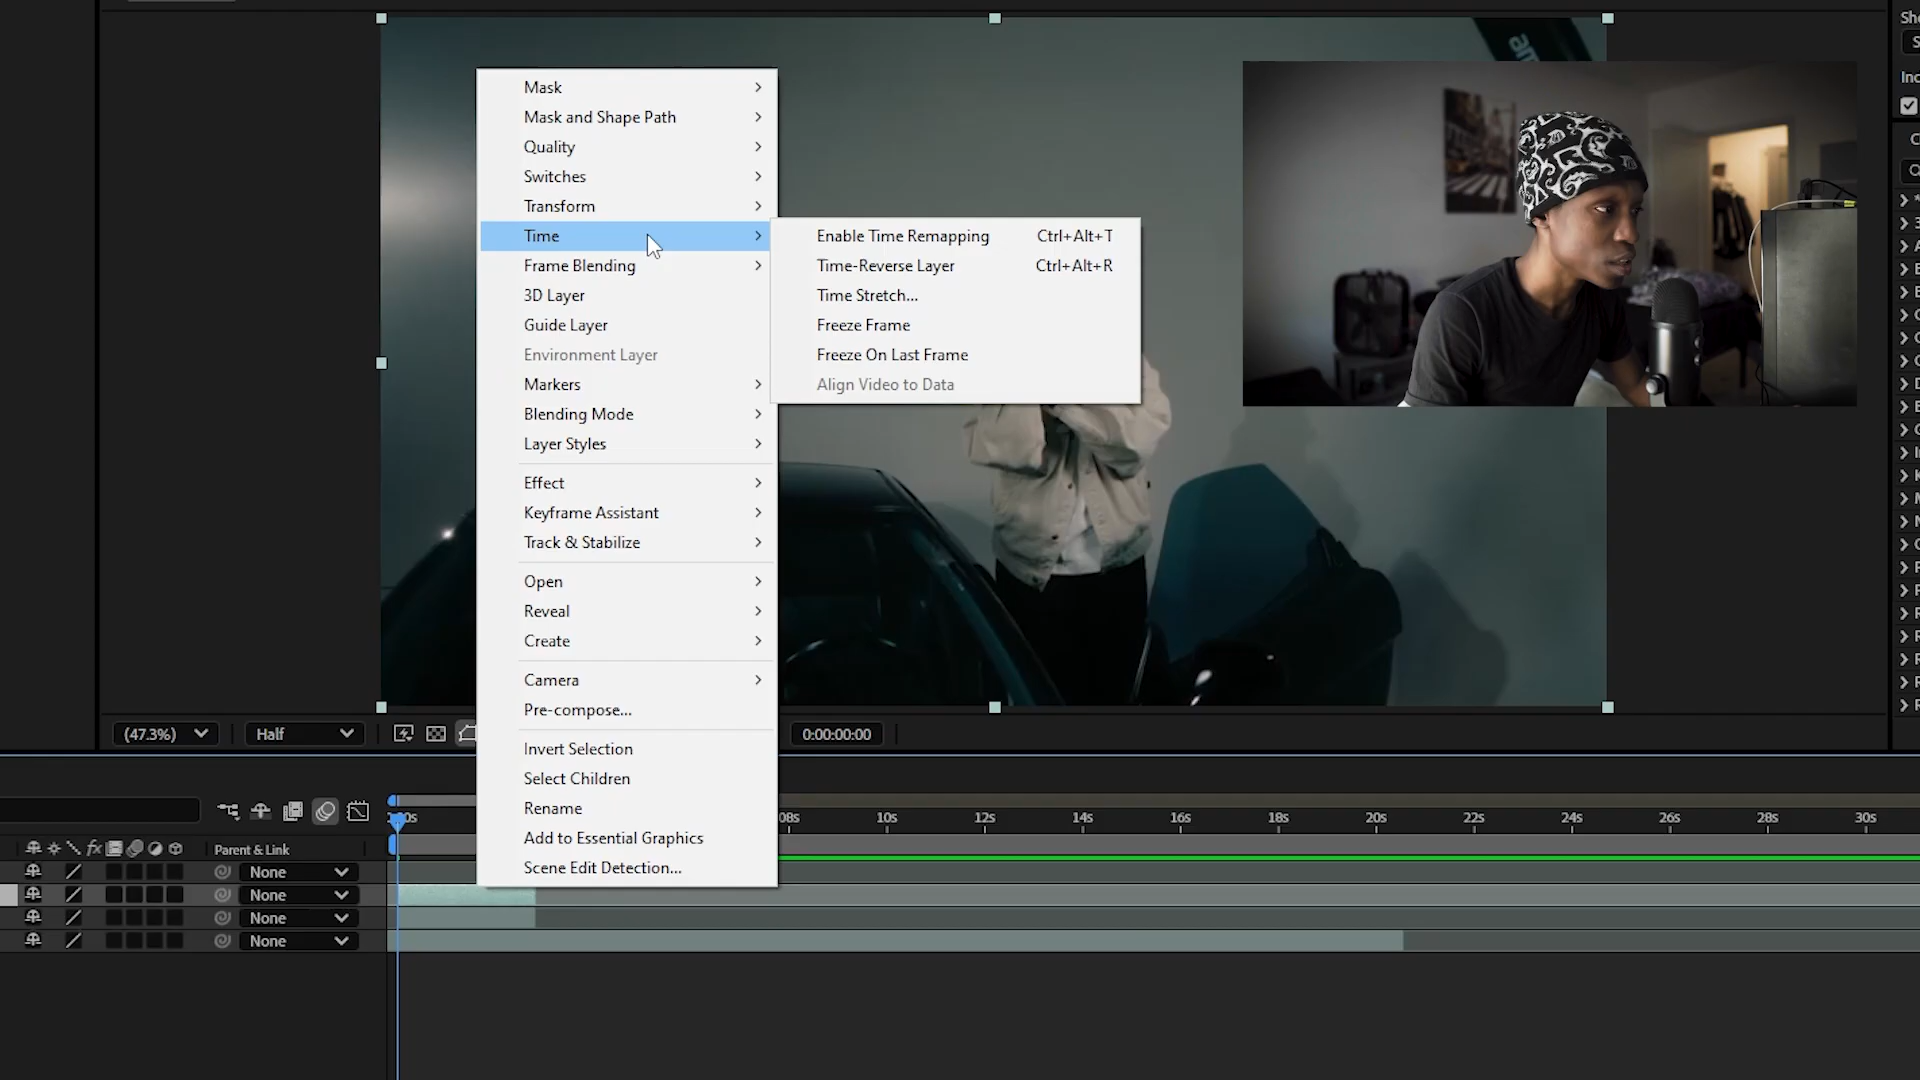 Mask
Mask and Shape Path
Quality
Switches
Transform
Time
Frame Blending
3D Layer
Guide Layer
Environment Layer
Markers
Blending Mode
Layer Styles
Effect
Keyframe Assistant
Track & Stabilize
Open
Reveal
Create
Camera
Pre-compose...
Invert Selection
Select Children
Rename
Add to Essential Graphics
Scene Edit Detection...
Enable Time Remapping Ctrl+Alt+T
Time-Reverse Layer Ctrl+Alt+R
Time Stretch...
Freeze Frame
Freeze On Last Frame
Align Video to Data
(47.3%) Half 0:00:00:00
08s 10s 12s 14s 16s 18s 20s 22s 24s 26s 28s 30s
fx Parent & Link
None
None
None
None